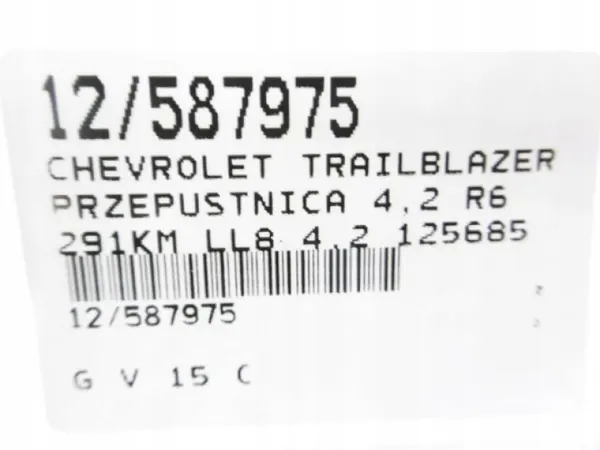 12/587975
CHEVROLET TRAILBLAZER
PRZEPUSTNICA 4,2 R6
291KM LL8 4.2 125685
12/587975
G V 15 C